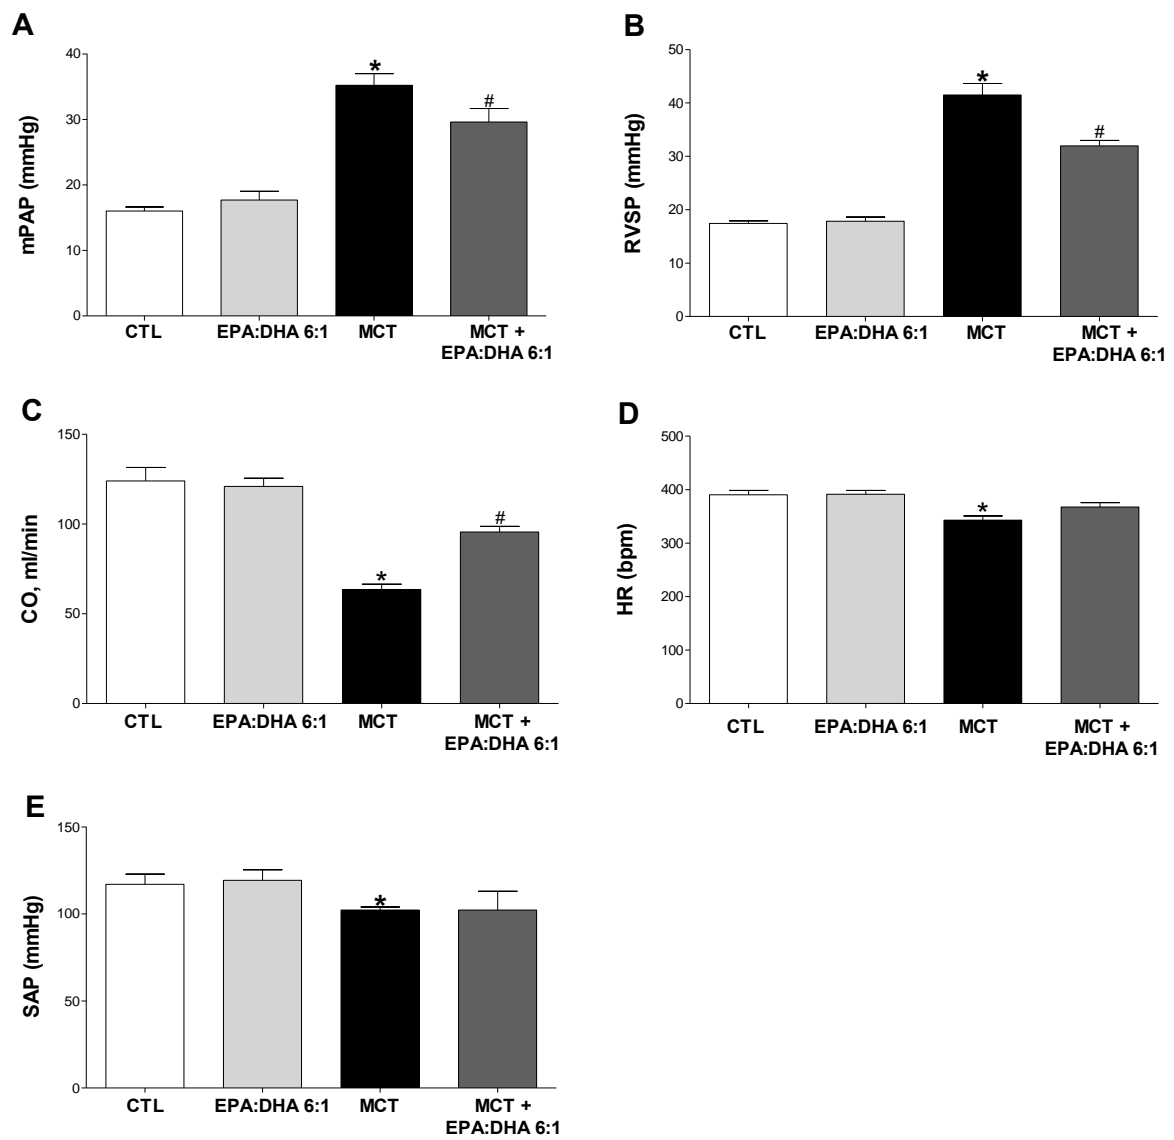 A
mPAP (mmHg)
40
30
20
10
0
*
#
CTL
EPA:DHA 6:1
MCT
MCT +
EPA:DHA 6:1
B
RVSP (mmHg)
50
40
30
20
10
0
*
#
CTL
EPA:DHA 6:1
MCT
MCT +
EPA:DHA 6:1
C
CO, ml/min
150
100
50
0
*
#
CTL
EPA:DHA 6:1
MCT
MCT +
EPA:DHA 6:1
D
HR (bpm)
500
400
300
200
100
0
*
CTL
EPA:DHA 6:1
MCT
MCT +
EPA:DHA 6:1
E
SAP (mmHg)
150
100
50
0
*
CTL
EPA:DHA 6:1
MCT
MCT +
EPA:DHA 6:1